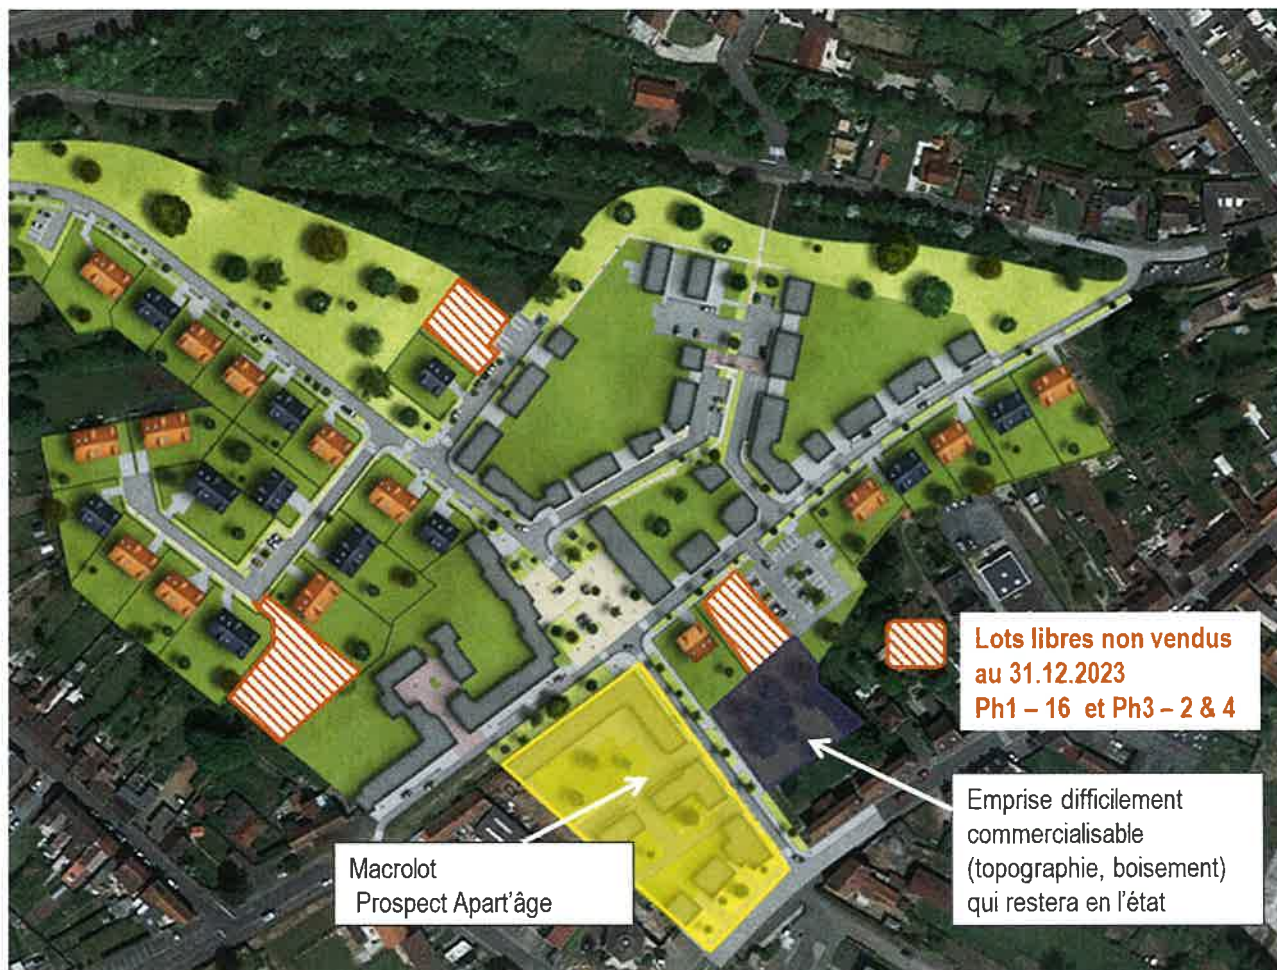 Lots libres non vendus
au 31.12.2023
Ph1 – 16 et Ph3 – 2 & 4
Emprise difficilement
commercialisable
(topographie, boisement)
qui restera en l'état
Macrolot
Prospect Apart'âge